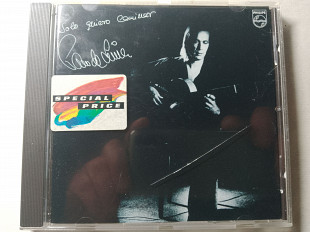 Solo quiero caminar
Paco de Lucía
PHILIPS
SPECIAL
PRICE